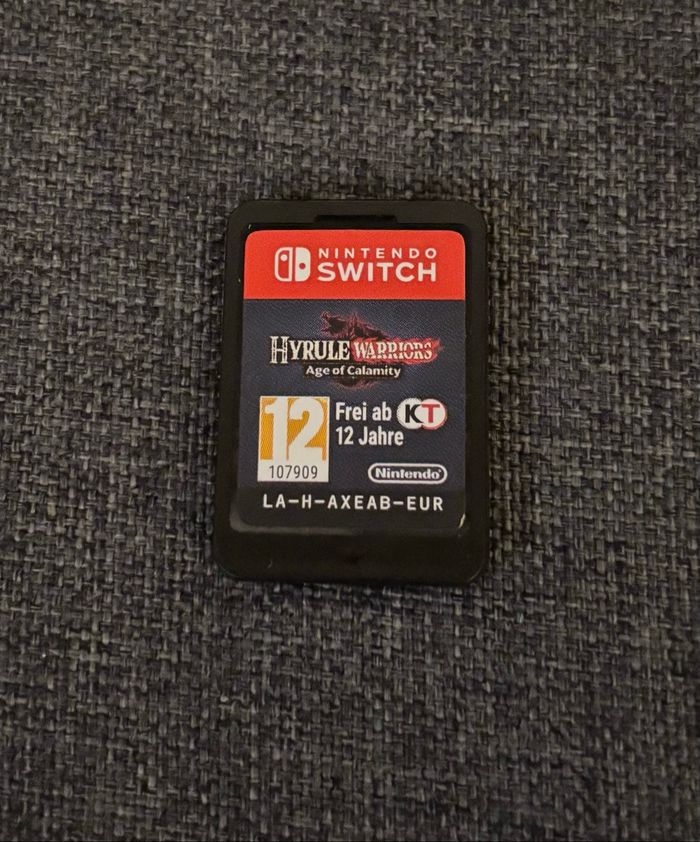 NINTENDO
SWITCH
HYRULE WARRIORS
Age of Calamity
12
107909
Frei ab
12 Jahre
KT
Nintendo
LA-H-AXEAB-EUR